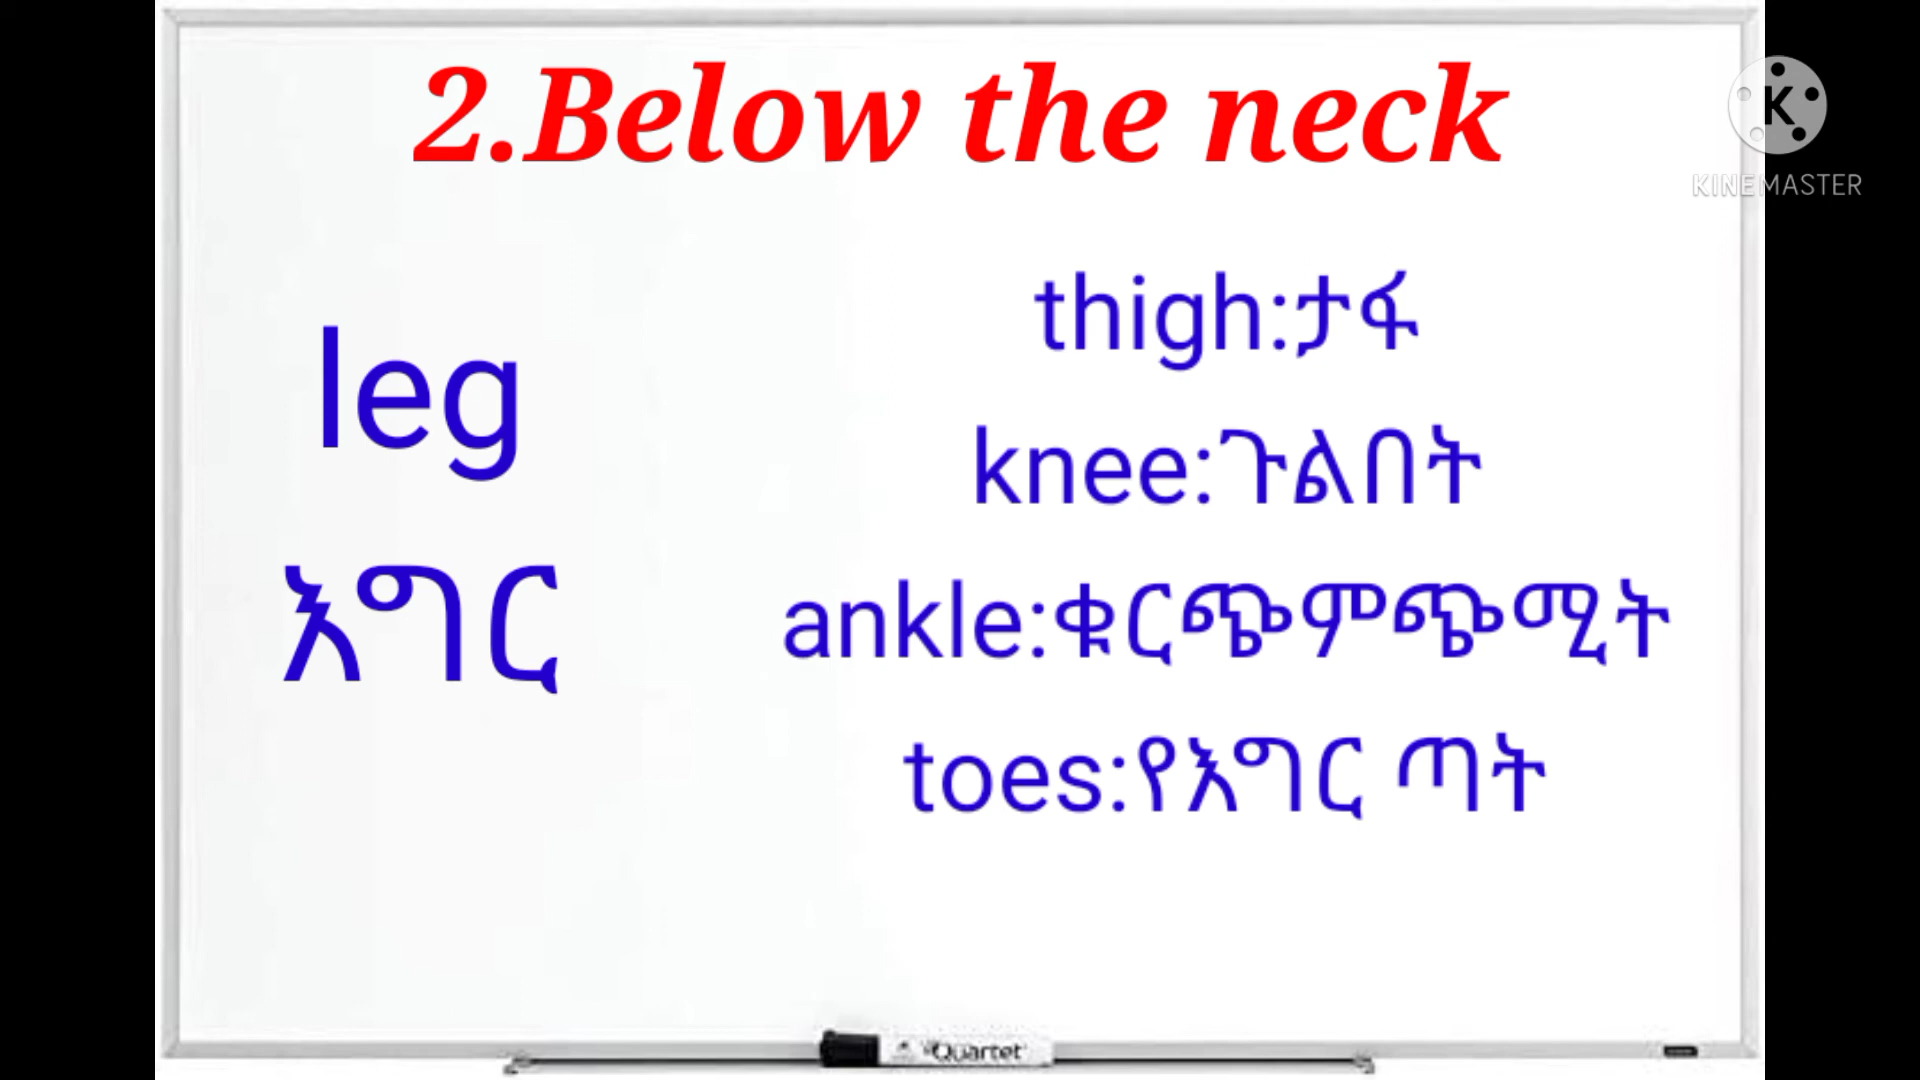 2.Below the neck
KINEMASTER
leg
እግር
thigh:ታፋ
knee:ጉልበት
ankle:ቁርጭምጭሚት
toes:የእግር ጣት
Quartet